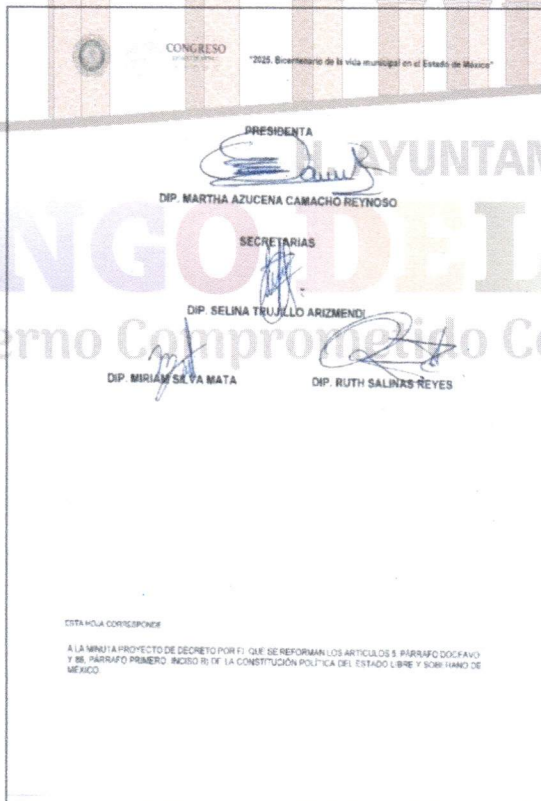 CONGRESO
"2025. Bicentenario de la vida municipal en el Estado de México"
PRESIDENTA
H. AYUNTAM
DIP. MARTHA AZUCENA CAMACHO REYNOSO
NGO DE LA
SECRETARIAS
DIP. SELINA TRUJILLO ARIZMENDI
erno Comprometido Co
DIP. MIRIAM SILVA MATA
DIP. RUTH SALINAS REYES
ESTA HOJA CORRESPONDE
A LA MINUTA PROYECTO DE DECRETO POR EL QUE SE REFORMAN LOS ARTÍCULOS 5, PÁRRAFO DOCEAVO
Y 86, PÁRRAFO PRIMERO, INCISO B) DE LA CONSTITUCIÓN POLÍTICA DEL ESTADO LIBRE Y SOBERANO DE
MÉXICO.